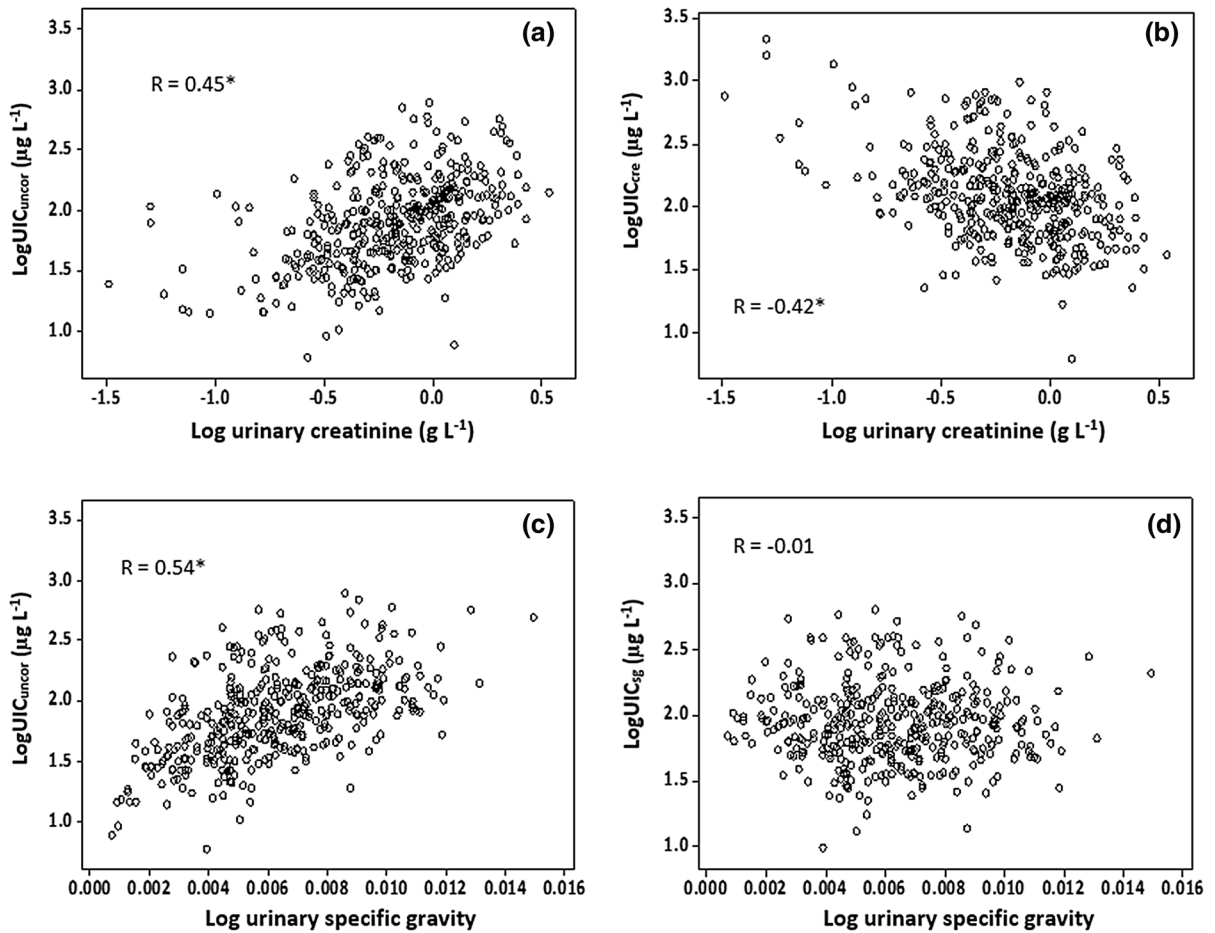 (a)
R = 0.45*
LogUICuncor (µg L-1)
3.5
3.0
2.5
2.0
1.5
1.0
-1.5 -1.0 -0.5 0.0 0.5
Log urinary creatinine (g L-1)
(b)
R = -0.42*
LogUICcre (µg L-1)
3.5
3.0
2.5
2.0
1.5
1.0
-1.5 -1.0 -0.5 0.0 0.5
Log urinary creatinine (g L-1)
(c)
R = 0.54*
LogUICuncor (µg L-1)
3.5
3.0
2.5
2.0
1.5
1.0
0.000 0.002 0.004 0.006 0.008 0.010 0.012 0.014 0.016
Log urinary specific gravity
(d)
R = -0.01
LogUICsg (µg L-1)
3.5
3.0
2.5
2.0
1.5
1.0
0.000 0.002 0.004 0.006 0.008 0.010 0.012 0.014 0.016
Log urinary specific gravity